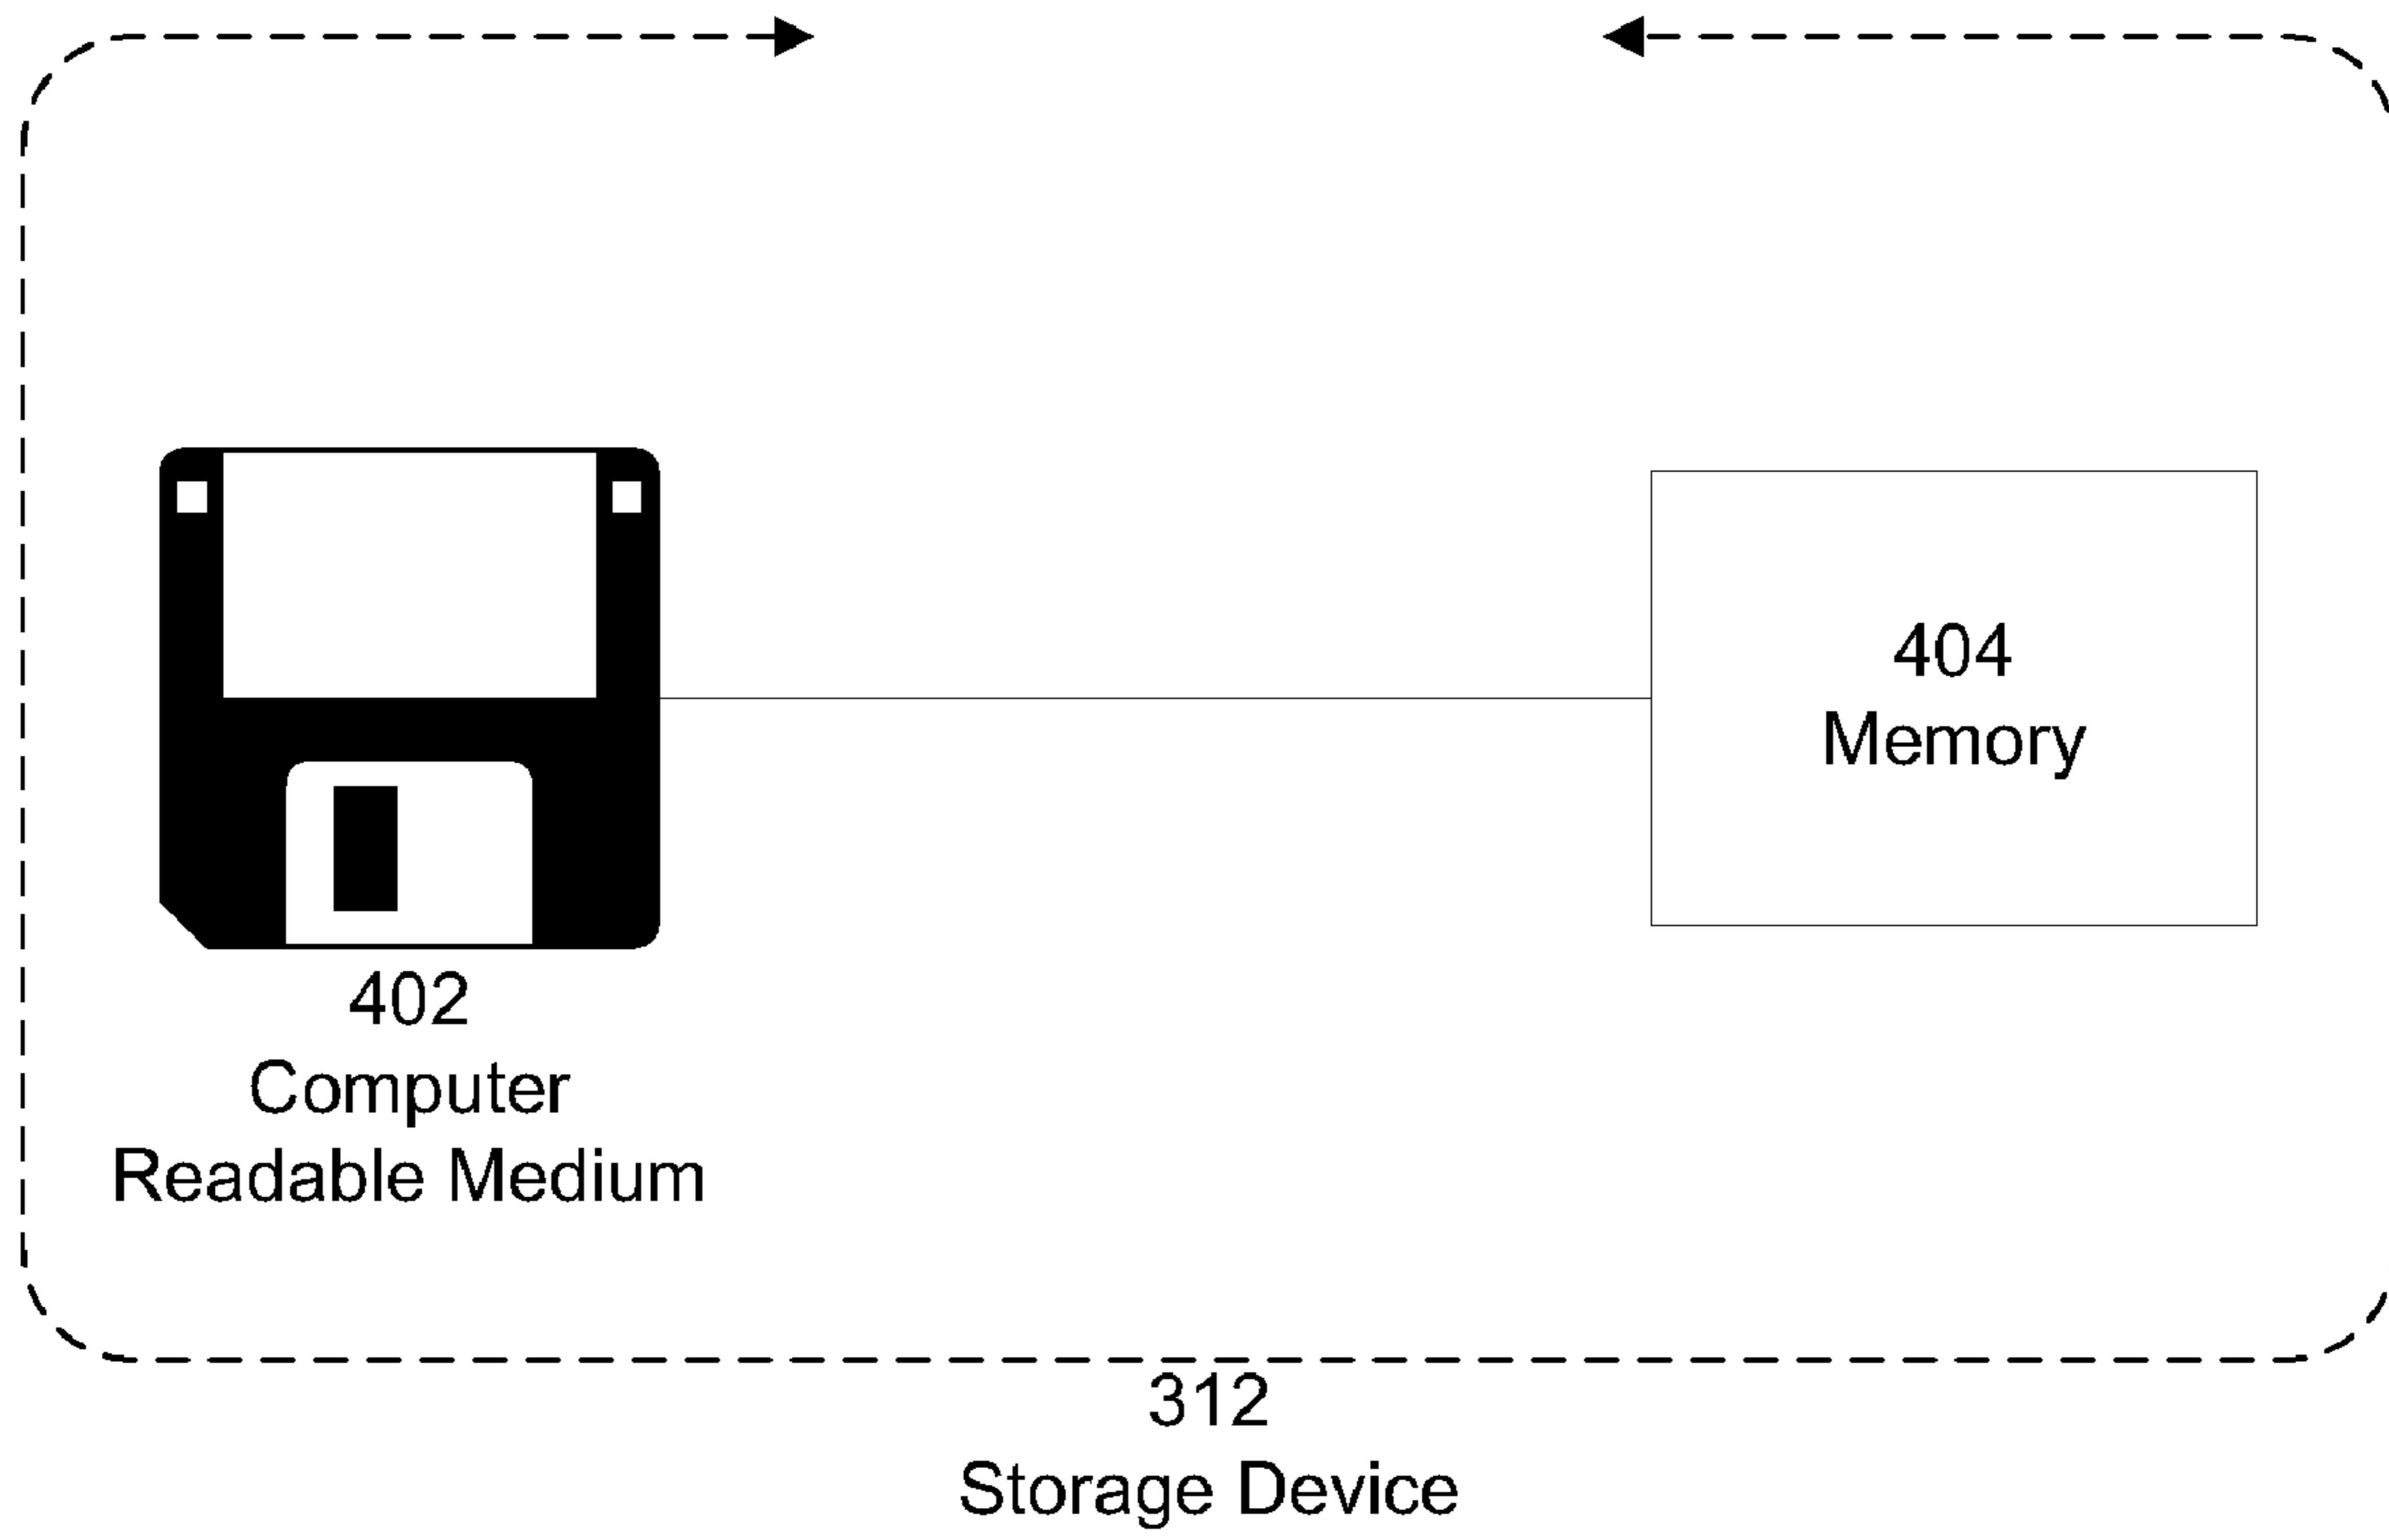 404
Memory
402
Computer
Readable Medium
312
Storage Device